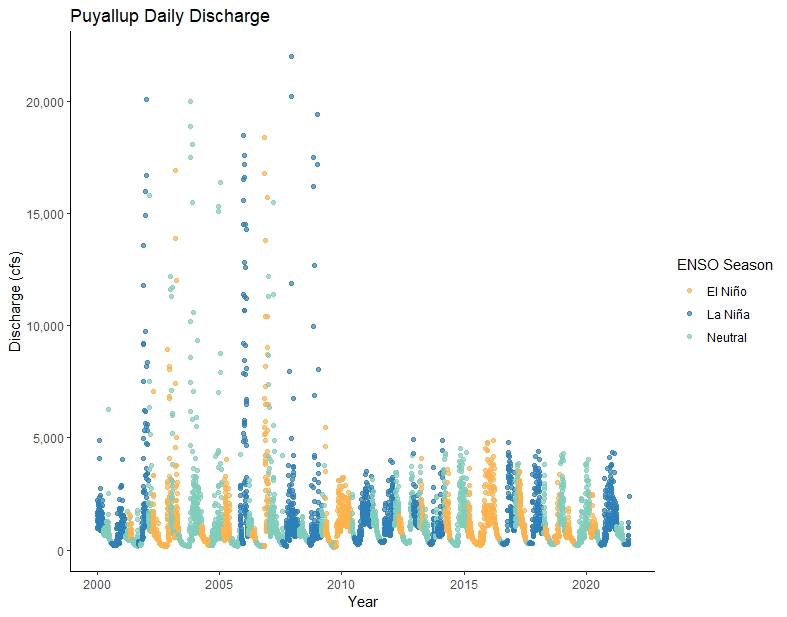 Puyallup Daily Discharge
20,000
15,000
10,000
5,000
0
Discharge (cfs)
2000 2005 2010 2015 2020
Year
ENSO Season
El Niño
La Niña
Neutral